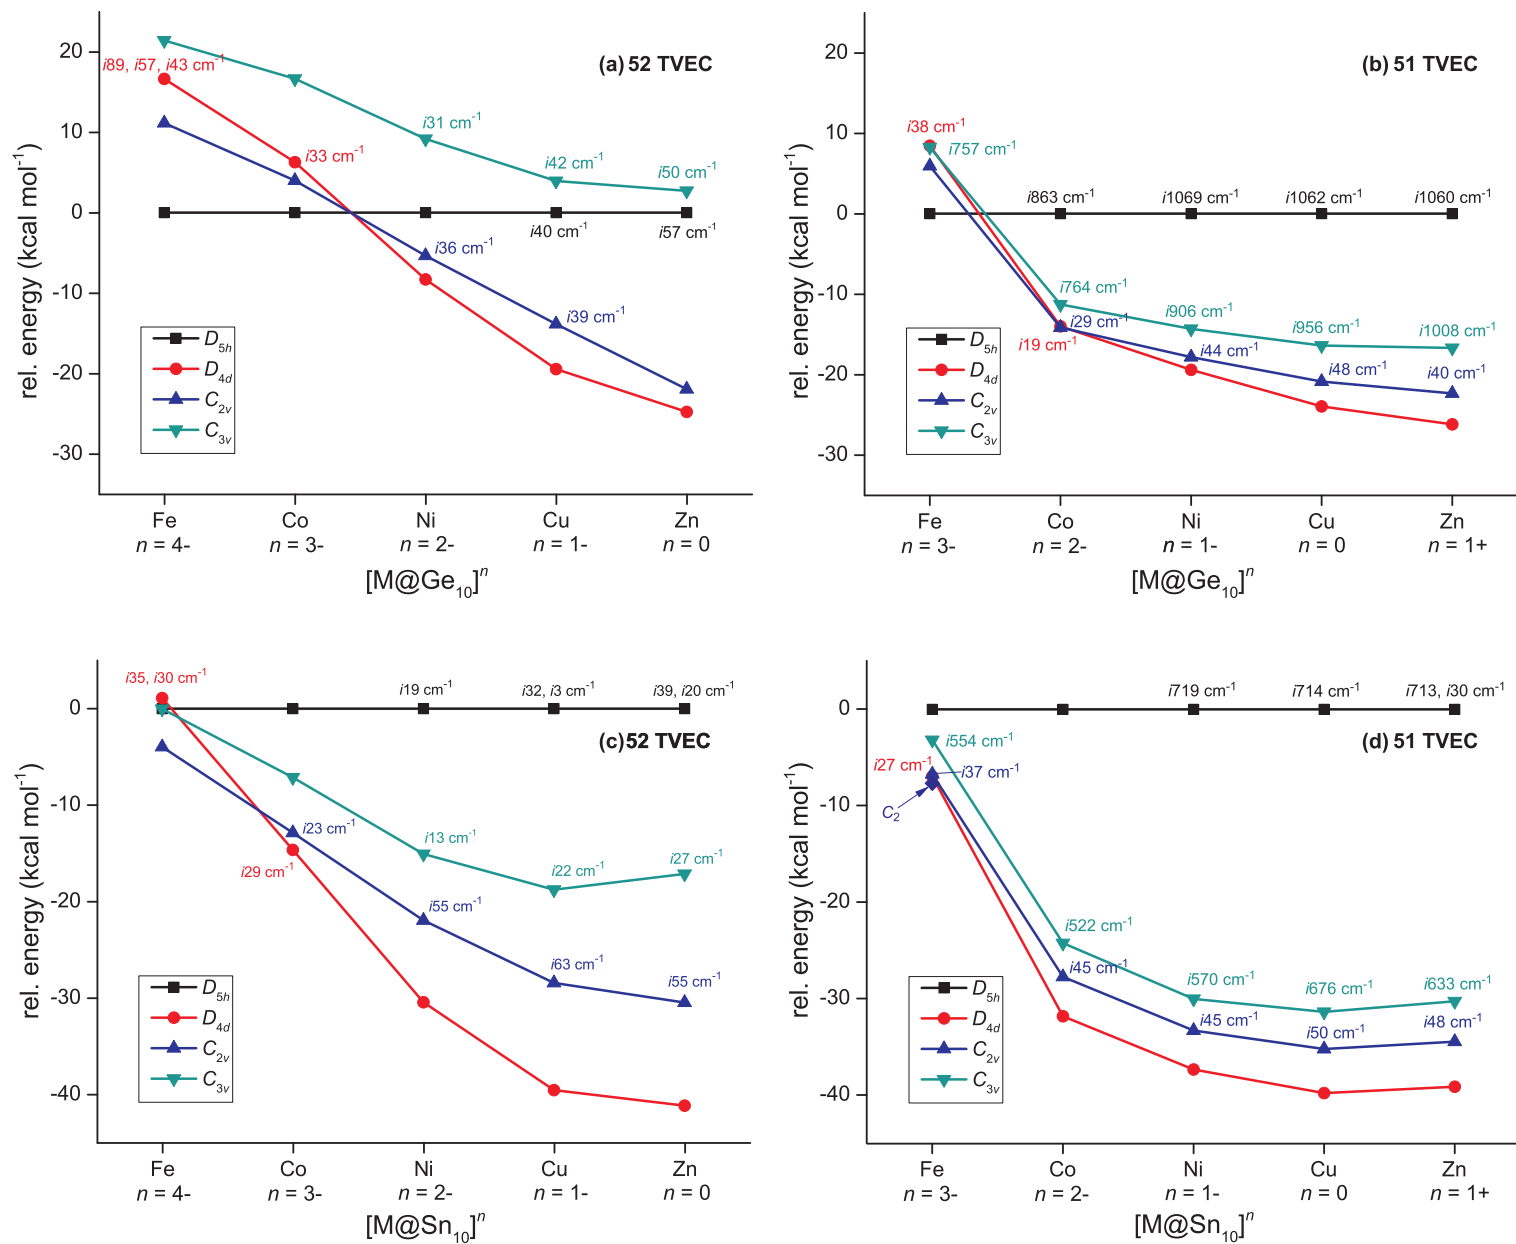 (a) 52 TVEC
rel. energy (kcal mol⁻¹)
20
10
0
-10
-20
-30
i89, i57, i43 cm⁻¹
i33 cm⁻¹
i31 cm⁻¹
i42 cm⁻¹
i50 cm⁻¹
i40 cm⁻¹
i57 cm⁻¹
i36 cm⁻¹
i39 cm⁻¹
D₅ₕ
D₄d
C₂ᵥ
C₃ᵥ
Fe Co Ni Cu Zn
n = 4- n = 3- n = 2- n = 1- n = 0
[M@Ge₁₀]ⁿ
(b) 51 TVEC
rel. energy (kcal mol⁻¹)
20
10
0
-10
-20
-30
i38 cm⁻¹
i757 cm⁻¹
i863 cm⁻¹
i1069 cm⁻¹
i1062 cm⁻¹
i1060 cm⁻¹
i764 cm⁻¹
i906 cm⁻¹
i956 cm⁻¹
i1008 cm⁻¹
i29 cm⁻¹
i19 cm⁻¹
i44 cm⁻¹
i48 cm⁻¹
i40 cm⁻¹
D₅ₕ
D₄d
C₂ᵥ
C₃ᵥ
Fe Co Ni Cu Zn
n = 3- n = 2- n = 1- n = 0 n = 1+
[M@Ge₁₀]ⁿ
(c) 52 TVEC
rel. energy (kcal mol⁻¹)
0
-10
-20
-30
-40
i35, i30 cm⁻¹
i19 cm⁻¹
i32, i3 cm⁻¹
i39, i20 cm⁻¹
i23 cm⁻¹
i29 cm⁻¹
i13 cm⁻¹
i22 cm⁻¹
i27 cm⁻¹
i55 cm⁻¹
i63 cm⁻¹
i55 cm⁻¹
D₅ₕ
D₄d
C₂ᵥ
C₃ᵥ
Fe Co Ni Cu Zn
n = 4- n = 3- n = 2- n = 1- n = 0
[M@Sn₁₀]ⁿ
(d) 51 TVEC
rel. energy (kcal mol⁻¹)
0
-10
-20
-30
-40
i719 cm⁻¹
i714 cm⁻¹
i713, i30 cm⁻¹
i554 cm⁻¹
i27 cm⁻¹
i37 cm⁻¹
C₂
i522 cm⁻¹
i45 cm⁻¹
i570 cm⁻¹
i676 cm⁻¹
i633 cm⁻¹
i45 cm⁻¹
i50 cm⁻¹
i48 cm⁻¹
D₅ₕ
D₄d
C₂ᵥ
C₃ᵥ
Fe Co Ni Cu Zn
n = 3- n = 2- n = 1- n = 0 n = 1+
[M@Sn₁₀]ⁿ